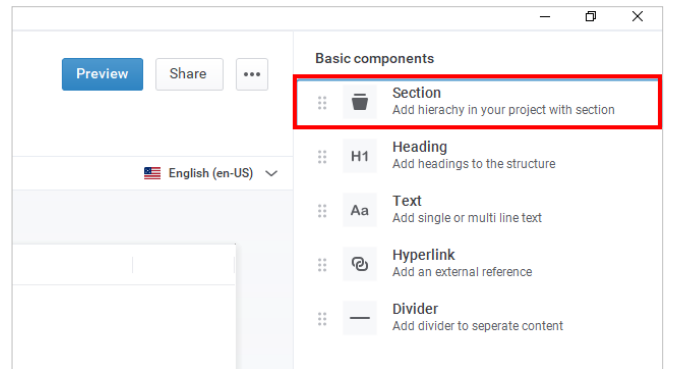 Preview
Share
English (en-US)
Basic components
Section
Add hierachy in your project with section
H1
Heading
Add headings to the structure
Aa
Text
Add single or multi line text
Hyperlink
Add an external reference
Divider
Add divider to seperate content